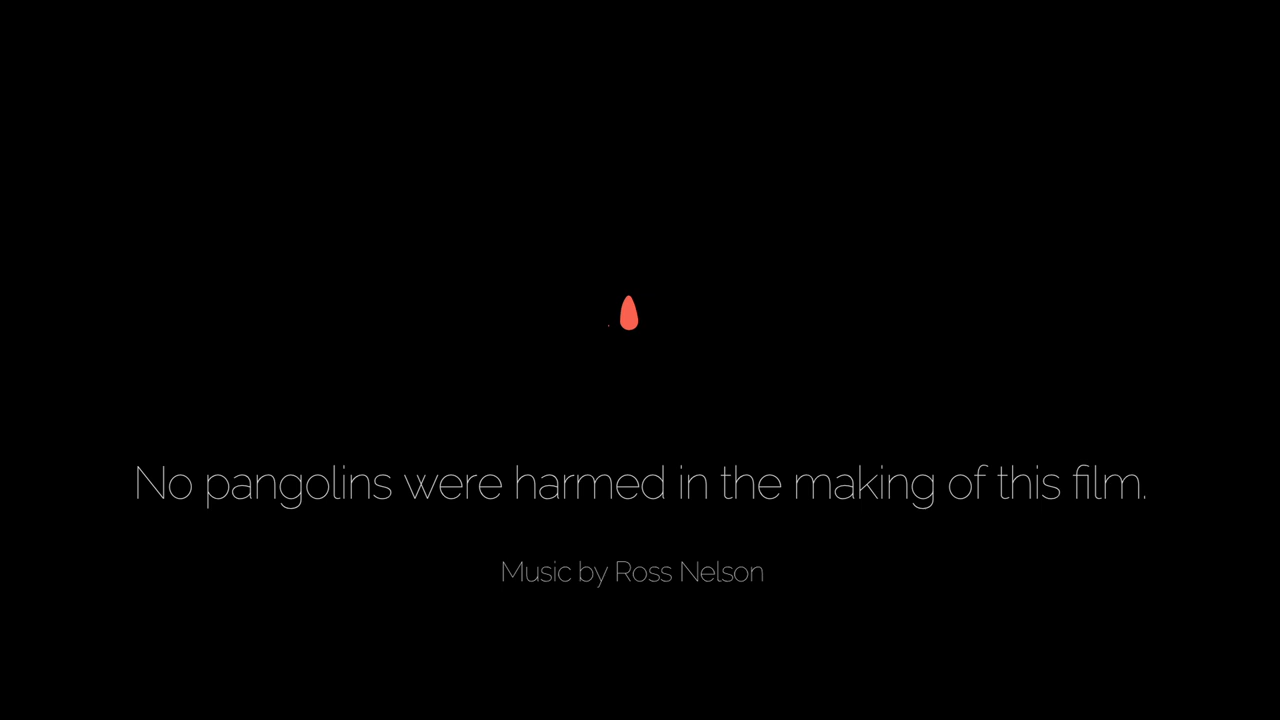 No pangolins were harmed in the making of this film.
Music by Ross Nelson